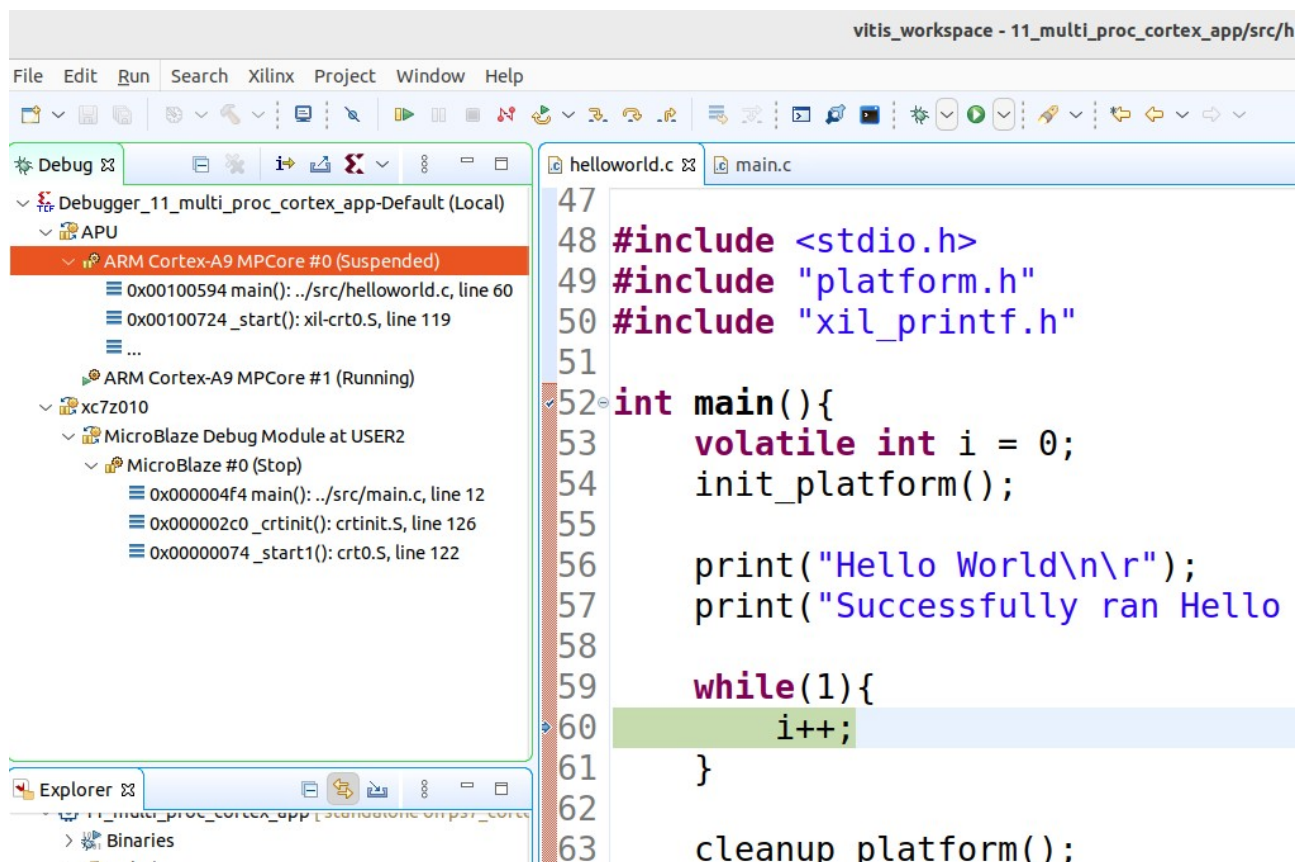 vitis_workspace - 11_multi_proc_cortex_app/src/h
File Edit Run Search Xilinx Project Window Help
Debug
Debugger_11_multi_proc_cortex_app-Default (Local)
APU
ARM Cortex-A9 MPCore #0 (Suspended)
0x00100594 main(): ../src/helloworld.c, line 60
0x00100724 _start(): xil-crt0.S, line 119
...
ARM Cortex-A9 MPCore #1 (Running)
xc7z010
MicroBlaze Debug Module at USER2
MicroBlaze #0 (Stop)
0x000004f4 main(): ../src/main.c, line 12
0x000002c0 _crtinit(): crtinit.S, line 126
0x00000074 _start1(): crt0.S, line 122
Explorer
11_multi_proc_cortex_app [ standalone on ps7_corte
Binaries
helloworld.c main.c
47
48 #include <stdio.h>
49 #include "platform.h"
50 #include "xil_printf.h"
51
52 int main(){
53 volatile int i = 0;
54 init_platform();
55
56 print("Hello World\n\r");
57 print("Successfully ran Hello
58
59 while(1){
60 i++;
61 }
62
63 cleanup_platform();